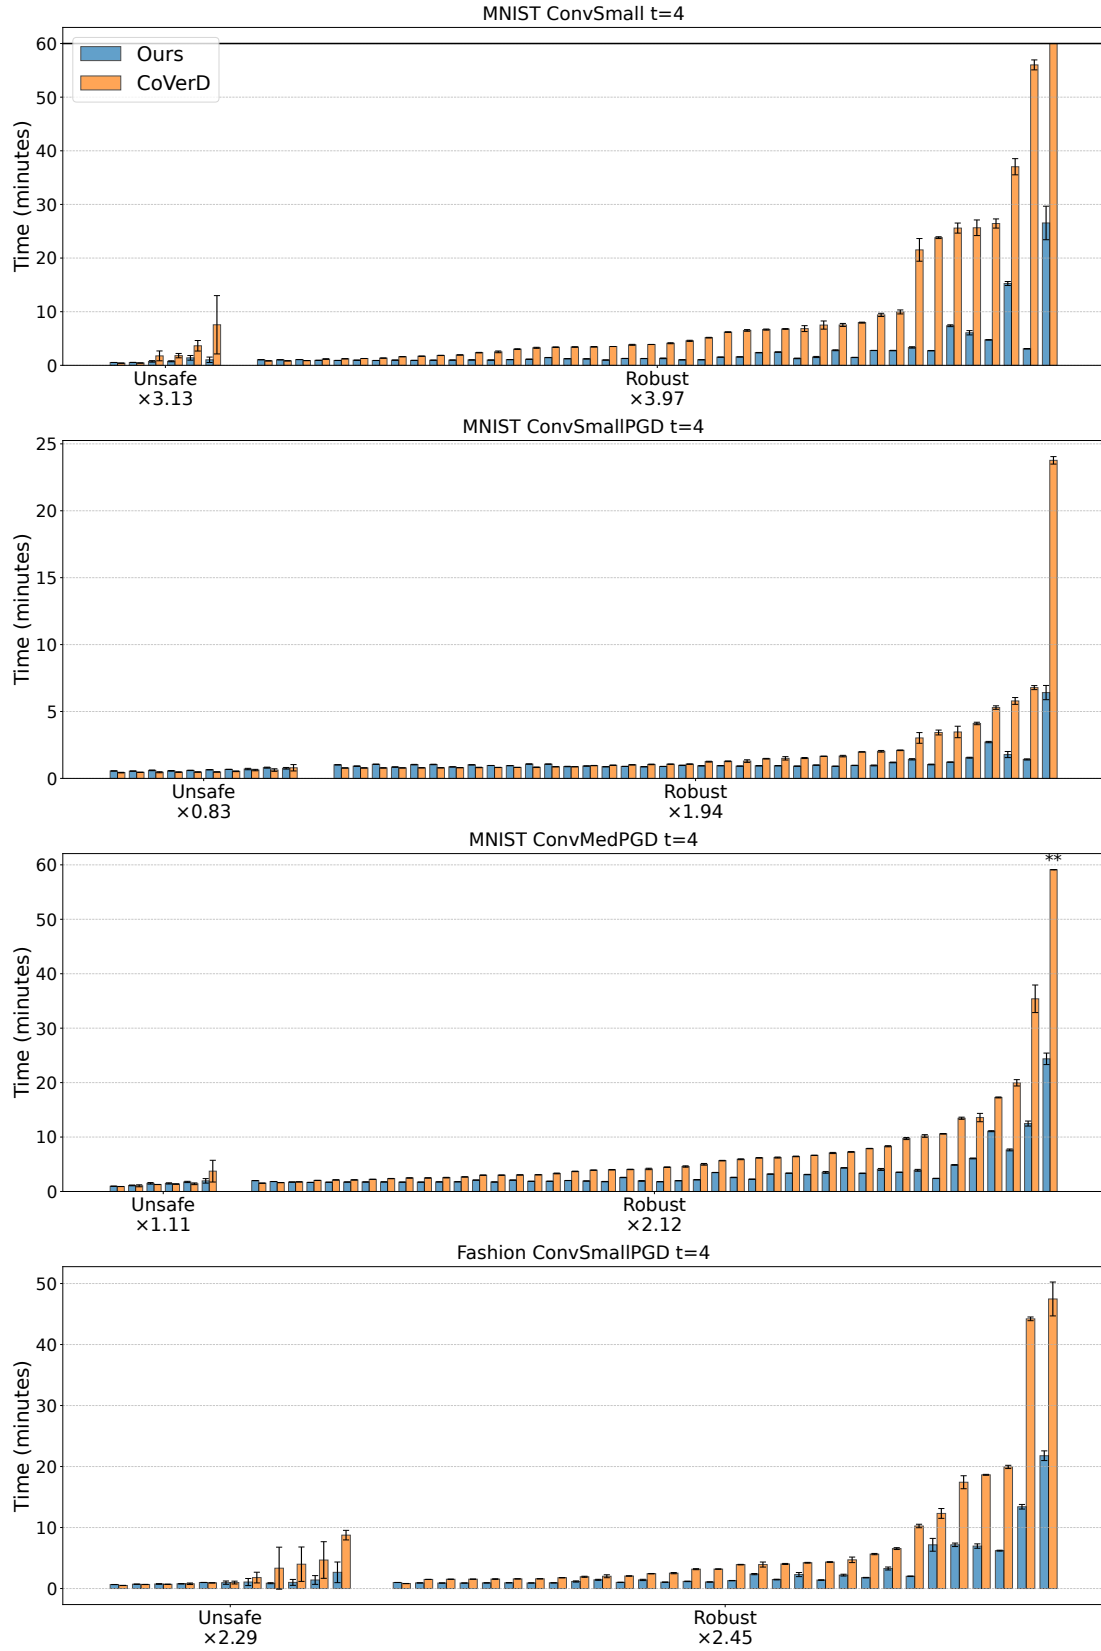 MNIST ConvSmall t=4
Time (minutes)
60
50
40
30
20
10
0
Ours
CoVerD
Unsafe
×3.13
Robust
×3.97
MNIST ConvSmallPGD t=4
Time (minutes)
25
20
15
10
5
0
Unsafe
×0.83
Robust
×1.94
MNIST ConvMedPGD t=4
Time (minutes)
60
50
40
30
20
10
0
**
Unsafe
×1.11
Robust
×2.12
Fashion ConvSmallPGD t=4
Time (minutes)
50
40
30
20
10
0
Unsafe
×2.29
Robust
×2.45